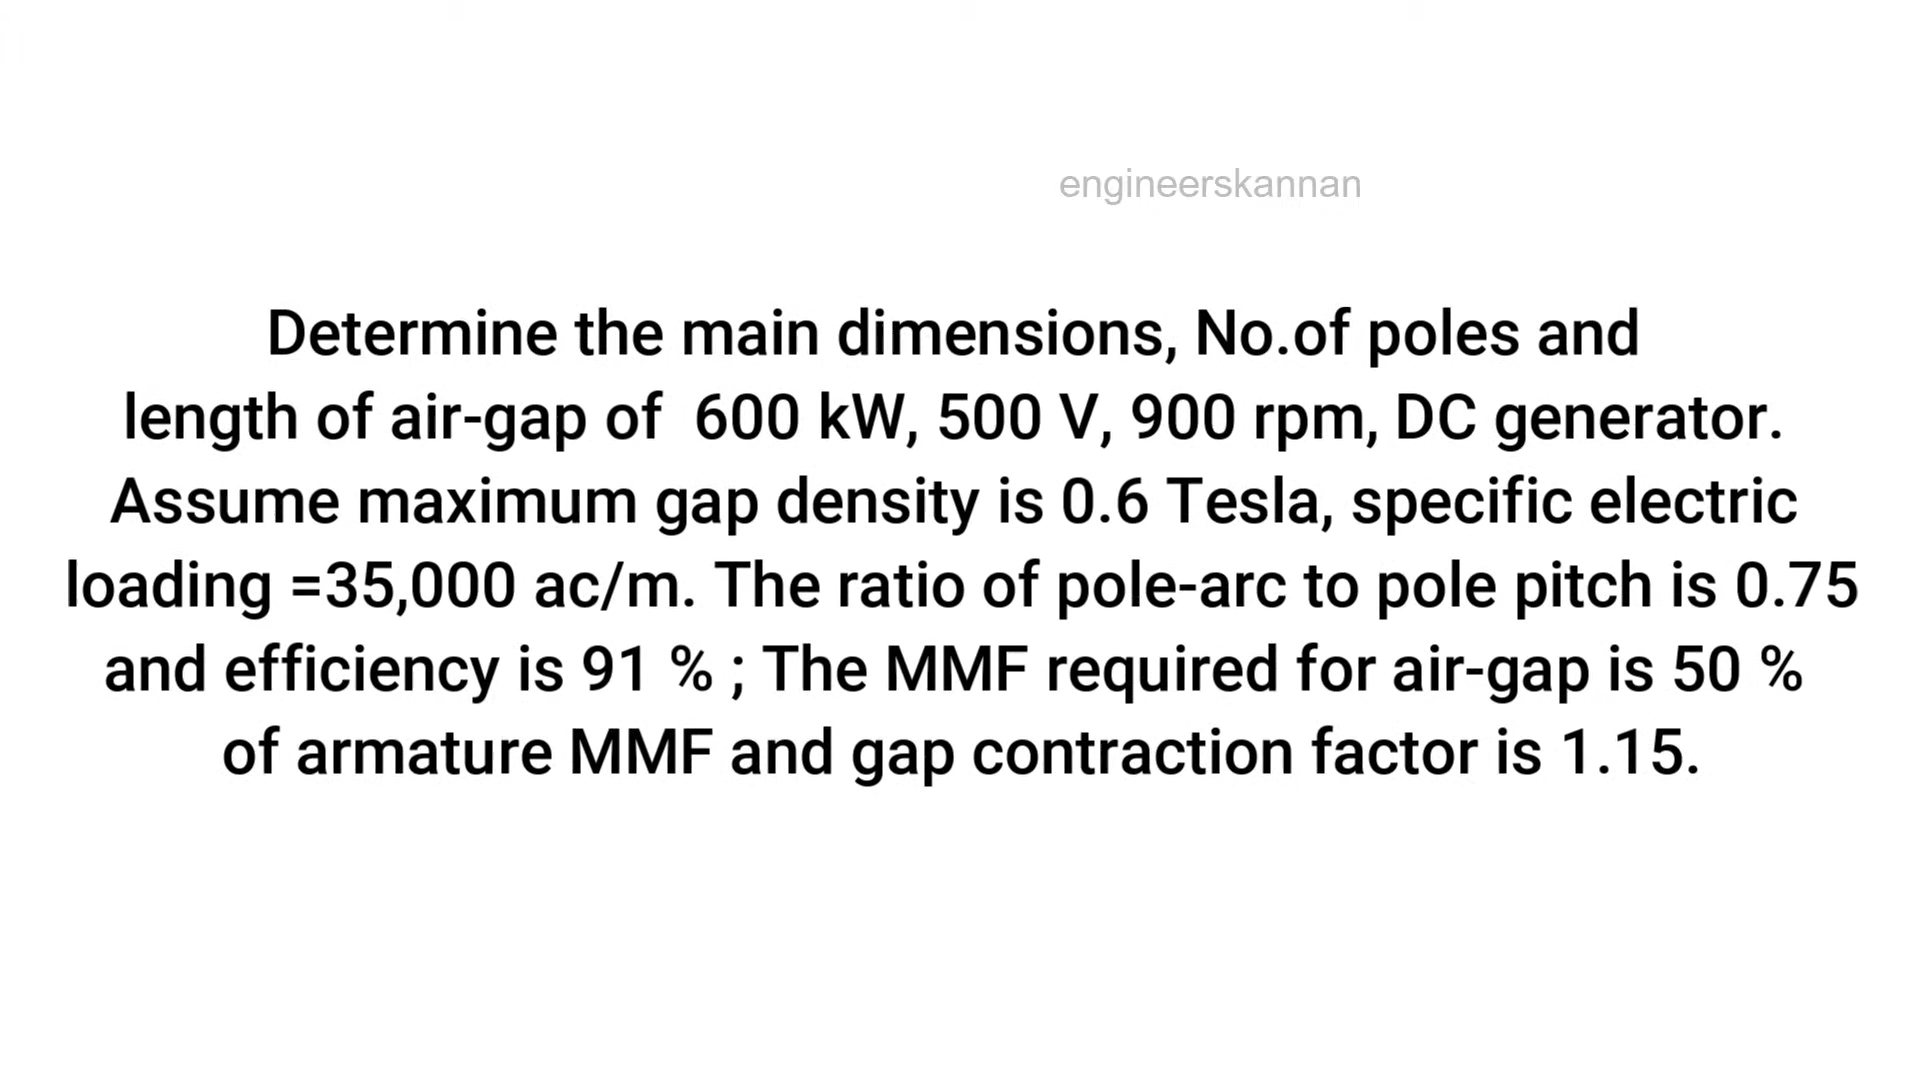 engineerskannan
Determine the main dimensions, No.of poles and
length of air-gap of  600 kW, 500 V, 900 rpm, DC generator.
Assume maximum gap density is 0.6 Tesla, specific electric
loading =35,000 ac/m. The ratio of pole-arc to pole pitch is 0.75
and efficiency is 91 % ; The MMF required for air-gap is 50 %
of armature MMF and gap contraction factor is 1.15.